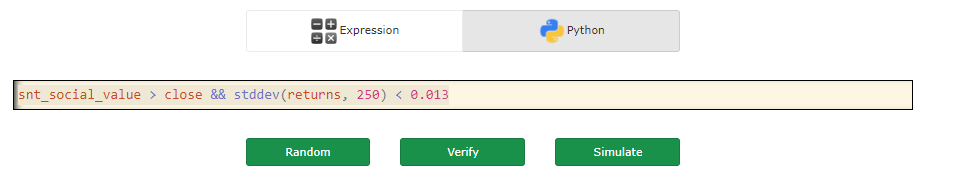 Expression
Python
snt_social_value > close && stddev(returns, 250) < 0.013
Random
Verify
Simulate